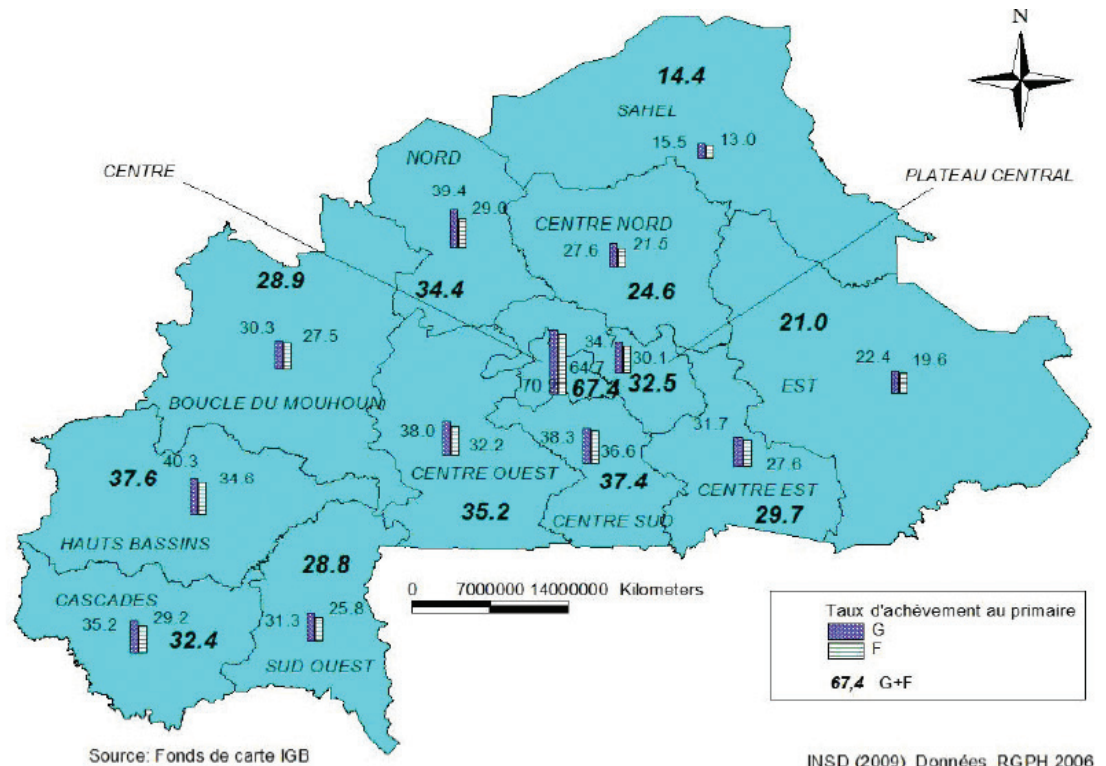 N
14.4
SAHEL
15.5 13.0
CENTRE
NORD
39.4
29.0
PLATEAU CENTRAL
CENTRE NORD
27.6 21.5
28.9
34.4
24.6
21.0
30.3
27.5
34.7
30.1
64.7
67.4
32.5
22.4 19.6
EST
BOUCLE DU MOUHOUN
38.0
32.2
38.3
36.6
31.7
27.6
37.6
40.3
34.6
CENTRE OUEST
37.4
CENTRE EST
35.2
CENTRE SUD
29.7
HAUTS BASSINS
28.8
CASCADES
35.2 29.2
32.4
31.3 25.8
SUD OUEST
0 7000000 14000000 Kilometers
Taux d'achèvement au primaire
G
F
67,4 G+F
Source: Fonds de carte IGB
INSD (2009) Données RGPH 2006